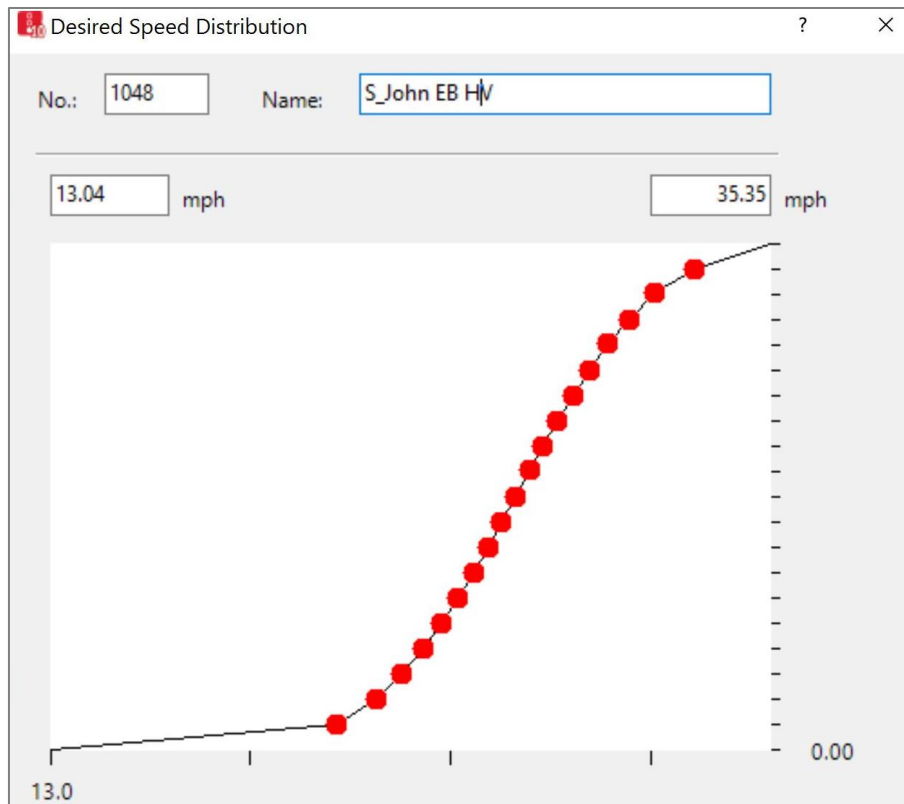 Desired Speed Distribution
No.: 1048 Name: S_John EB HV
13.04 mph 35.35 mph
0.00
13.0